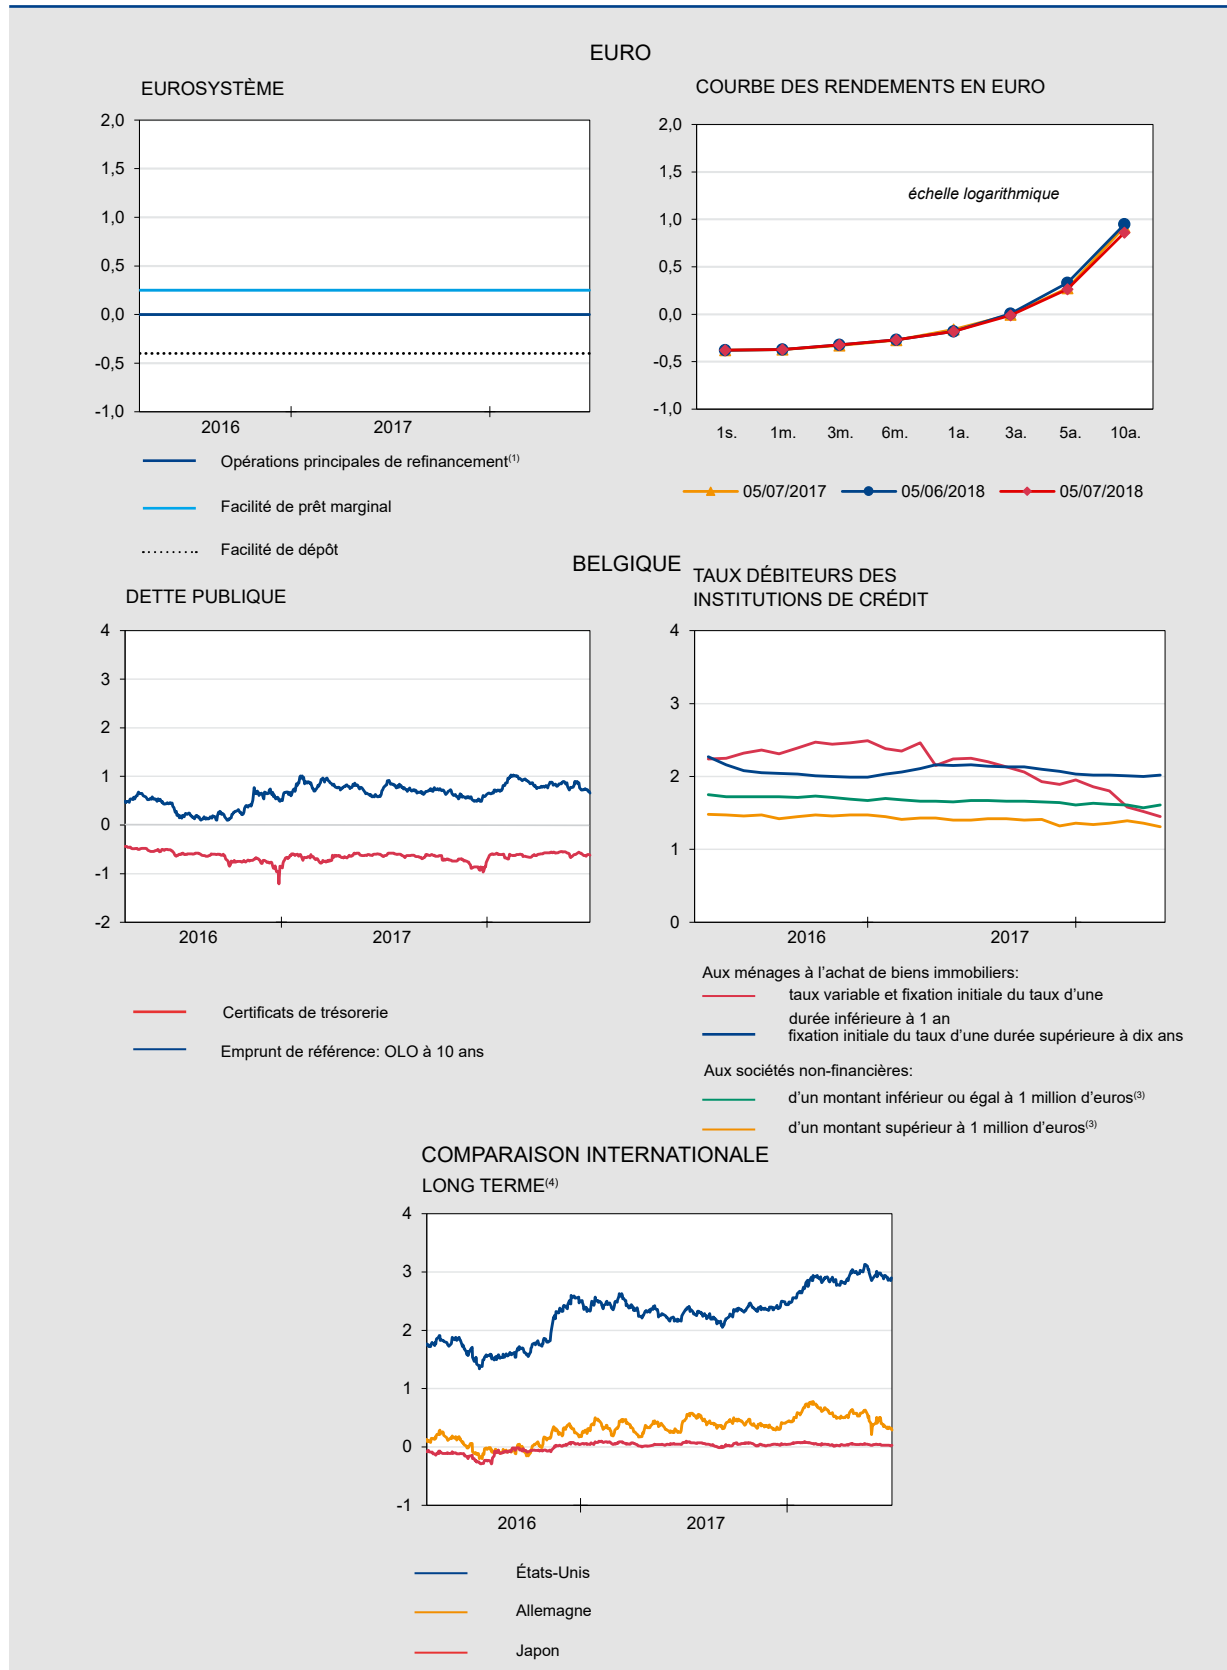 EURO
EUROSYSTÈME
2,0
1,5
1,0
0,5
0,0
-0,5
-1,0
2016
2017
Opérations principales de refinancement(1)
Facilité de prêt marginal
Facilité de dépôt
COURBE DES RENDEMENTS EN EURO
2,0
1,5
1,0
0,5
0,0
-0,5
-1,0
échelle logarithmique
1s.
1m.
3m.
6m.
1a.
3a.
5a.
10a.
05/07/2017
05/06/2018
05/07/2018
BELGIQUE
DETTE PUBLIQUE
4
3
2
1
0
-1
-2
2016
2017
Certificats de trésorerie
Emprunt de référence: OLO à 10 ans
TAUX DÉBITEURS DES
INSTITUTIONS DE CRÉDIT
4
3
2
1
0
2016
2017
Aux ménages à l’achat de biens immobiliers:
taux variable et fixation initiale du taux d’une
durée inférieure à 1 an
fixation initiale du taux d’une durée supérieure à dix ans
Aux sociétés non-financières:
d’un montant inférieur ou égal à 1 million d’euros(3)
d’un montant supérieur à 1 million d’euros(3)
COMPARAISON INTERNATIONALE
LONG TERME(4)
4
3
2
1
0
-1
2016
2017
États-Unis
Allemagne
Japon